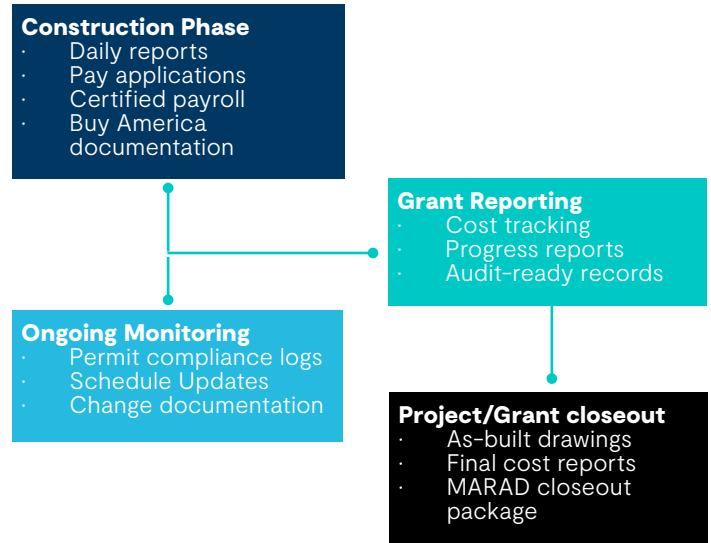 Construction Phase
· Daily reports
· Pay applications
· Certified payroll
· Buy America
documentation
Grant Reporting
· Cost tracking
· Progress reports
· Audit-ready records
Ongoing Monitoring
· Permit compliance logs
· Schedule Updates
· Change documentation
Project/Grant closeout
· As-built drawings
· Final cost reports
· MARAD closeout
package